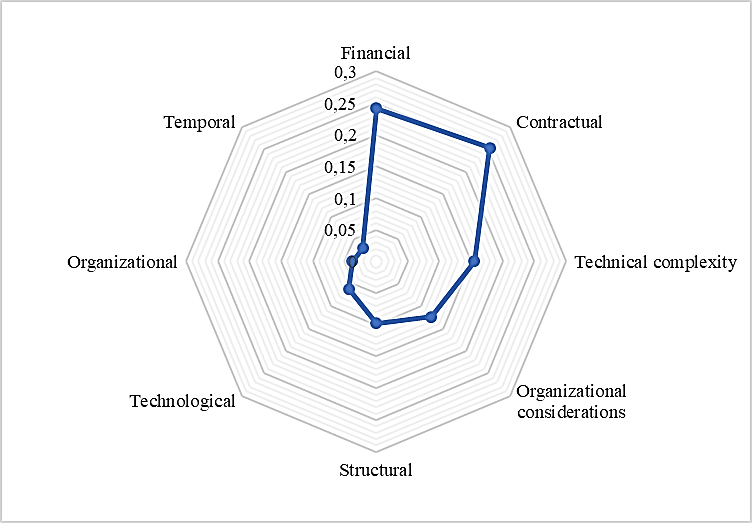 Financial
0,3
Temporal
Contractual
0,25
0,2
0,15
0,1
0,05
Organizational
Technical complexity
Technological
Organizational
considerations
Structural